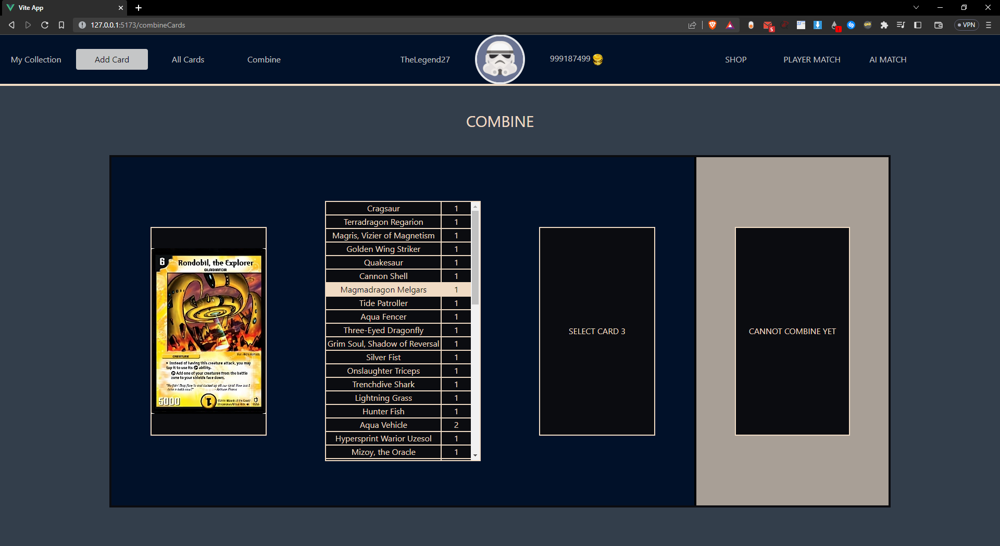 Vite App
127.0.0.1:5173/combineCards
5
VPN
My Collection
Add Card
All Cards
Combine
TheLegend27
999187499
SHOP
PLAYER MATCH
AI MATCH
COMBINE
6
Rondobil, the Explorer
GLADIATOR
CREATURE
Instead of having this creature attack, you may
tap it to use its ability.
Add one of your creatures from the battle
zone to your shields face down.
5000
1
Cragsaur 1
Terradragon Regarion 1
Magris, Vizier of Magnetism 1
Golden Wing Striker 1
Quakesaur 1
Cannon Shell 1
Magmadragon Melgars 1
Tide Patroller 1
Aqua Fencer 1
Three-Eyed Dragonfly 1
Grim Soul, Shadow of Reversal 1
Silver Fist 1
Onslaughter Triceps 1
Trenchdive Shark 1
Lightning Grass 1
Hunter Fish 1
Aqua Vehicle 2
Hypersprint Warior Uzesol 1
Mizoy, the Oracle 1
SELECT CARD 3
CANNOT COMBINE YET